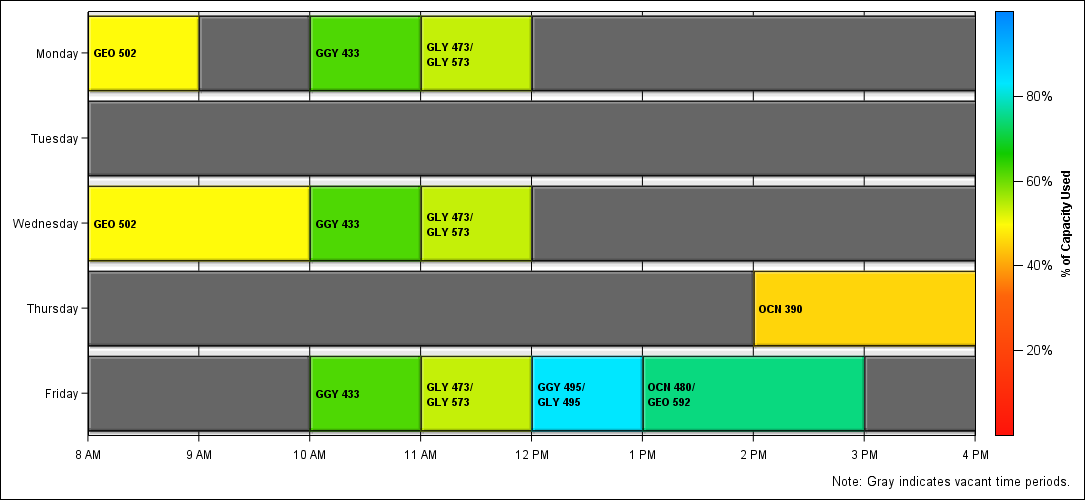 Monday
GEO 502
GGY 433
GLY 473/
GLY 573
Tuesday
Wednesday
GEO 502
GGY 433
GLY 473/
GLY 573
Thursday
OCN 390
Friday
GGY 433
GLY 473/
GLY 573
GGY 495/
GLY 495
OCN 480/
GEO 592
8 AM
9 AM
10 AM
11 AM
12 PM
1 PM
2 PM
3 PM
4 PM
80%
60%
40%
20%
% of Capacity Used
Note: Gray indicates vacant time periods.